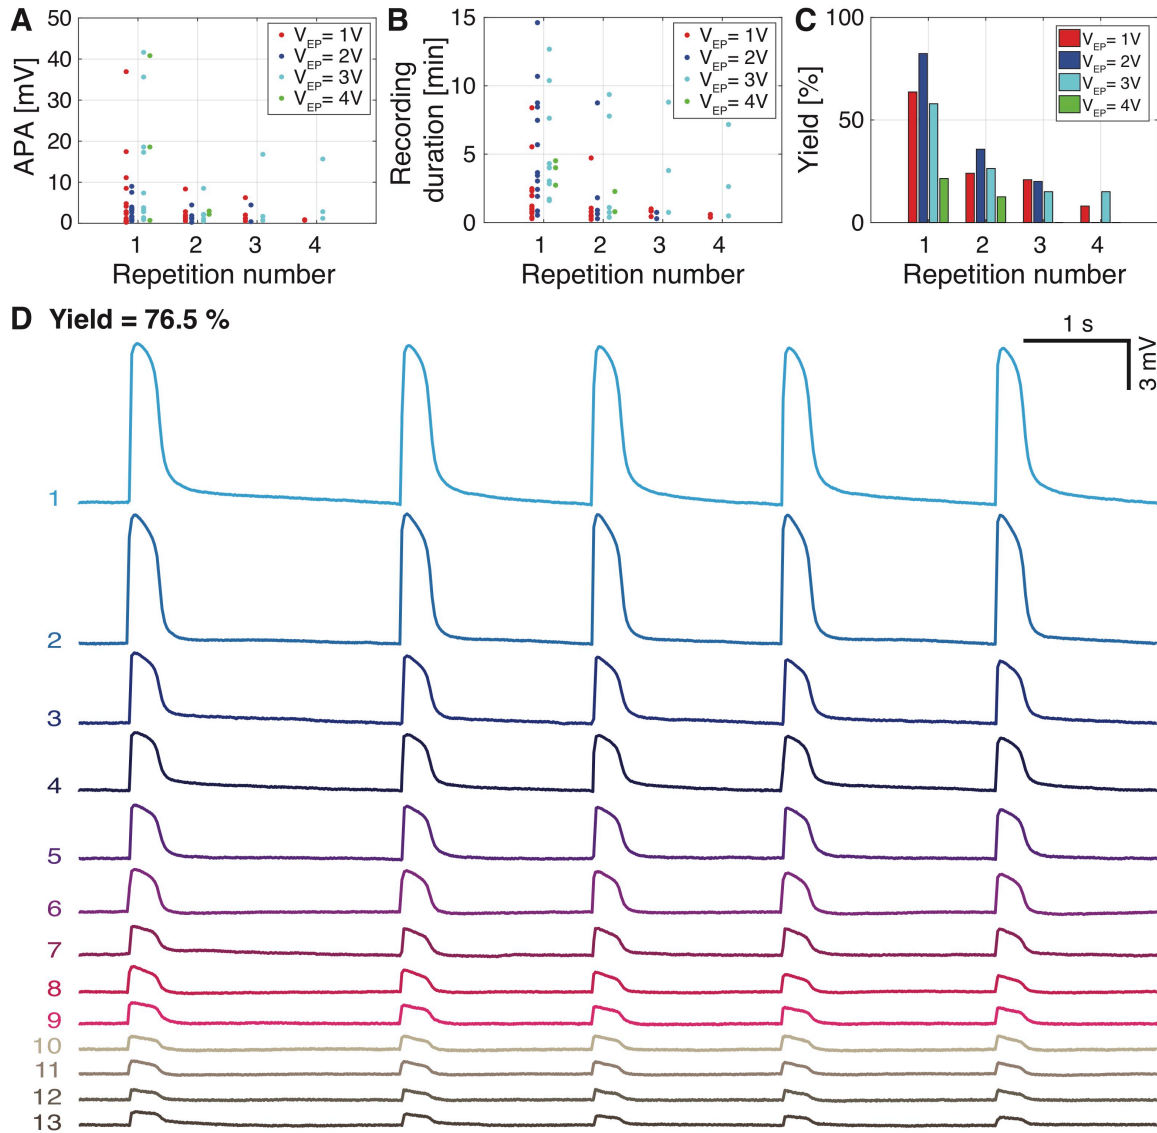 A
APA [mV]
50
40
30
20
10
0
V_EP= 1V
V_EP= 2V
V_EP= 3V
V_EP= 4V
1 2 3 4
Repetition number
B
Recording
duration [min]
15
10
5
0
V_EP= 1V
V_EP= 2V
V_EP= 3V
V_EP= 4V
1 2 3 4
Repetition number
C
Yield [%]
100
50
0
V_EP= 1V
V_EP= 2V
V_EP= 3V
V_EP= 4V
1 2 3 4
Repetition number
D Yield = 76.5 %
1 s
3 mV
1
2
3
4
5
6
7
8
9
10
11
12
13